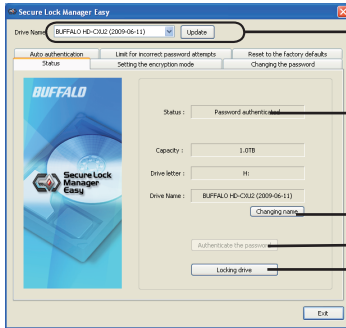 Secure Lock Manager Easy
Drive Name BUFFALO HD-CXU2 (2009-06-11) Update
Auto authentication Limit for incorrect password attempts Reset to the factory defaults
Status Setting the encryption mode Changing the password
BUFFALO
Status : Password authenticated
Capacity : 1.0TB
Drive letter : H:
Secure Lock
Manager
Easy
Drive Name : BUFFALO HD-CXU2 (2009-06-11)
Changing name
Authenticate the password
Locking drive
Exit